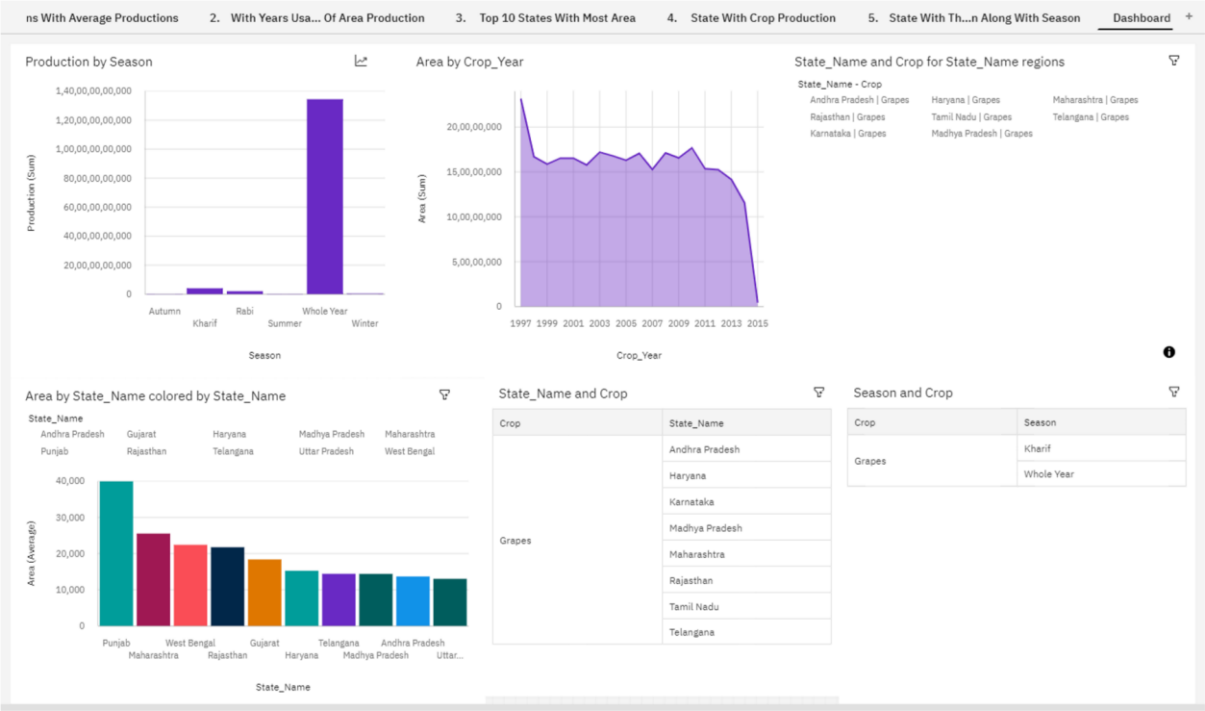 ns With Average Productions 2. With Years Usa... Of Area Production 3. Top 10 States With Most Area 4. State With Crop Production 5. State With Th...n Along With Season Dashboard +
Production by Season
1,40,00,00,00,000
1,20,00,00,00,000
1,00,00,00,00,000
80,00,00,00,000
60,00,00,00,000
40,00,00,00,000
20,00,00,00,000
0
Production (Sum)
Autumn Rabi Whole Year
Kharif Summer Winter
Season
Area by Crop_Year
20,00,00,000
15,00,00,000
10,00,00,000
5,00,00,000
0
Area (Sum)
1997 1999 2001 2003 2005 2007 2009 2011 2013 2015
Crop_Year
State_Name and Crop for State_Name regions
State_Name - Crop
Andhra Pradesh | Grapes Haryana | Grapes Maharashtra | Grapes
Rajasthan | Grapes Tamil Nadu | Grapes Telangana | Grapes
Karnataka | Grapes Madhya Pradesh | Grapes
Area by State_Name colored by State_Name
State_Name
Andhra Pradesh Gujarat Haryana Madhya Pradesh Maharashtra
Punjab Rajasthan Telangana Uttar Pradesh West Bengal
40,000
30,000
20,000
10,000
0
Area (Average)
Punjab West Bengal Gujarat Telangana Andhra Pradesh
Maharashtra Rajasthan Haryana Madhya Pradesh Uttar...
State_Name
State_Name and Crop
Crop State_Name
Andhra Pradesh
Haryana
Karnataka
Madhya Pradesh
Grapes
Maharashtra
Rajasthan
Tamil Nadu
Telangana
Season and Crop
Crop Season
Kharif
Grapes
Whole Year